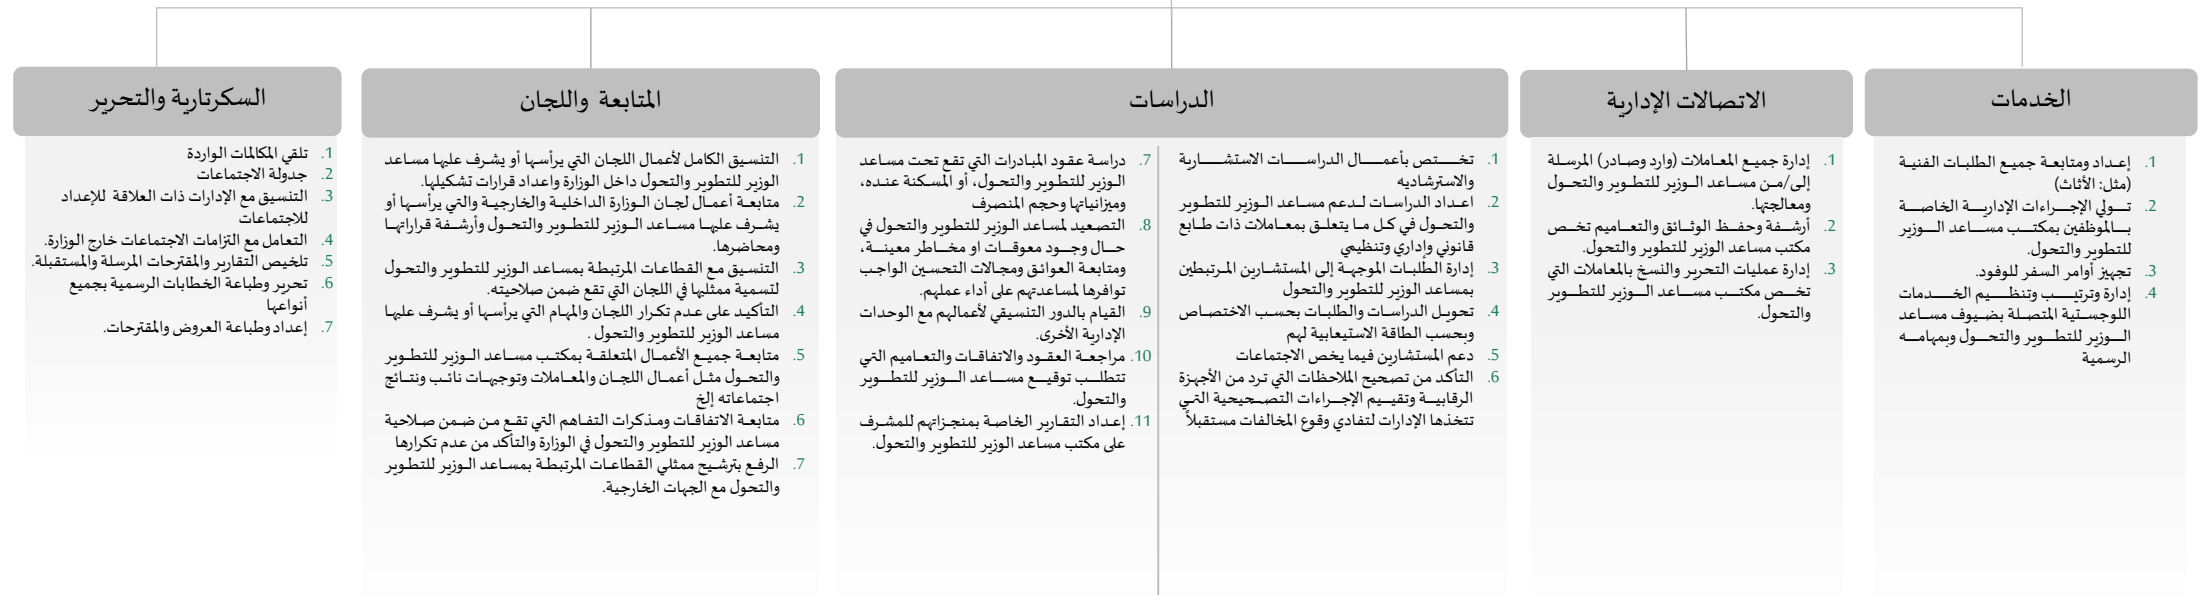 الخدمات
1. إعداد ومتابعة جميع الطلبات الفنية
(مثل: الأثاث)
2. تولي الإجراءات الإدارية الخاصة
بالموظفين بمكتب مساعد الوزير
للتطوير والتحول.
3. تجهيز أوامر السفر للوفود.
4. إدارة وترتيب وتنظيم الخدمات
اللوجستية المتصلة بضيوف مساعد
الوزير للتطوير والتحول وبمهامه
الرسمية
الاتصالات الإدارية
1. إدارة جميع المعاملات (وارد وصادر) المرسلة
إلى/من مساعد الوزير للتطوير والتحول
ومعالجتها.
2. أرشفة وحفظ الوثائق والتعاميم تخص
مكتب مساعد الوزير للتطوير والتحول.
3. إدارة عمليات التحرير والنسخ بالمعاملات التي
تخص مكتب مساعد الوزير للتطوير
والتحول.
الدراسات
1. تختص بأعمال الدراسات الاستشارية
والاسترشاديه
2. اعداد الدراسات لدعم مساعد الوزير للتطوير
والتحول في كل ما يتعلق بمعاملات ذات طابع
قانوني وإداري وتنظيمي
3. إدارة الطلبات الموجهة إلى المستشارين المرتبطين
بمساعد الوزير للتطوير والتحول
4. تحويل الدراسات والطلبات بحسب الاختصاص
وبحسب الطاقة الاستيعابية لهم
5. دعم المستشارين فيما يخص الاجتماعات
6. التأكد من تصحيح الملاحظات التي ترد من الأجهزة
الرقابية وتقييم الإجراءات التصحيحية التي
تتخذها الإدارات لتفادي وقوع المخالفات مستقبلاً
7. دراسة عقود المبادرات التي تقع تحت مساعد
الوزير للتطوير والتحول، أو المسكنة عنده،
وميزانياتها وحجم المنصرف
8. التصعيد لمساعد الوزير للتطوير والتحول في
حال وجود معوقات او مخاطر معينة،
ومتابعة العوائق ومجالات التحسين الواجب
توافرها لمساعدتهم على أداء عملهم.
9. القيام بالدور التنسيقي لأعمالهم مع الوحدات
الإدارية الأخرى.
10. مراجعة العقود والاتفاقات والتعاميم التي
تتطلب توقيع مساعد الوزير للتطوير
والتحول.
11. إعداد التقارير الخاصة بمنجزاتهم للمشرف
على مكتب مساعد الوزير للتطوير والتحول.
المتابعة واللجان
1. التنسيق الكامل لأعمال اللجان التي يرأسها أو يشرف عليها مساعد
الوزير للتطوير والتحول داخل الوزارة واعداد قرارات تشكيلها.
2. متابعة أعمال لجان الوزارة الداخلية والخارجية والتي يرأسها أو
يشرف عليها مساعد الوزير للتطوير والتحول وأرشفة قراراتها
ومحاضرها.
3. التنسيق مع القطاعات المرتبطة بمساعد الوزير للتطوير والتحول
لتسمية ممثليها في اللجان التي تقع ضمن صلاحيته.
4. التأكيد على عدم تكرار اللجان والمهام التي يرأسها أو يشرف عليها
مساعد الوزير للتطوير والتحول .
5. متابعة جميع الأعمال المتعلقة بمكتب مساعد الوزير للتطوير
والتحول مثل أعمال اللجان والمعاملات وتوجيهات نائب ونتائج
اجتماعاته إلخ
6. متابعة الاتفاقات ومذكرات التفاهم التي تقع من ضمن صلاحية
مساعد الوزير للتطوير والتحول في الوزارة والتأكد من عدم تكرارها
7. الرفع بترشيح ممثلي القطاعات المرتبطة بمساعد الوزير للتطوير
والتحول مع الجهات الخارجية.
السكرتارية والتحرير
1. تلقي المكالمات الواردة
2. جدولة الاجتماعات
3. التنسيق مع الإدارات ذات العلاقة للإعداد
للاجتماعات
4. التعامل مع التزامات الاجتماعات خارج الوزارة.
5. تلخيص التقارير والمقترحات المرسلة والمستقبلة.
6. تحرير وطباعة الخطابات الرسمية بجميع
أنواعها
7. إعداد وطباعة العروض والمقترحات.